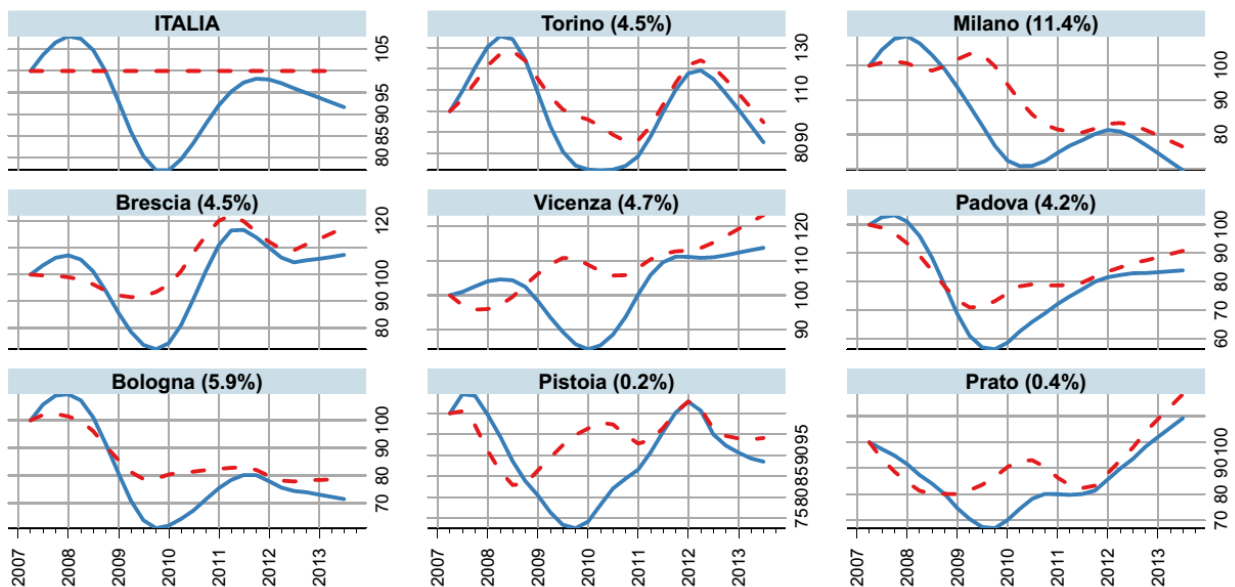 ITALIA
80 85 90 95 105
Torino (4.5%)
80 90 110 130
Milano (11.4%)
80 90 100
Brescia (4.5%)
80 90 100 120
Vicenza (4.7%)
90 100 110 120
Padova (4.2%)
60 70 80 90 100
Bologna (5.9%)
70 80 90 100
Pistoia (0.2%)
75 80 85 90 95
Prato (0.4%)
70 80 90 100
2007 2008 2009 2010 2011 2012 2013
2007 2008 2009 2010 2011 2012 2013
2007 2008 2009 2010 2011 2012 2013